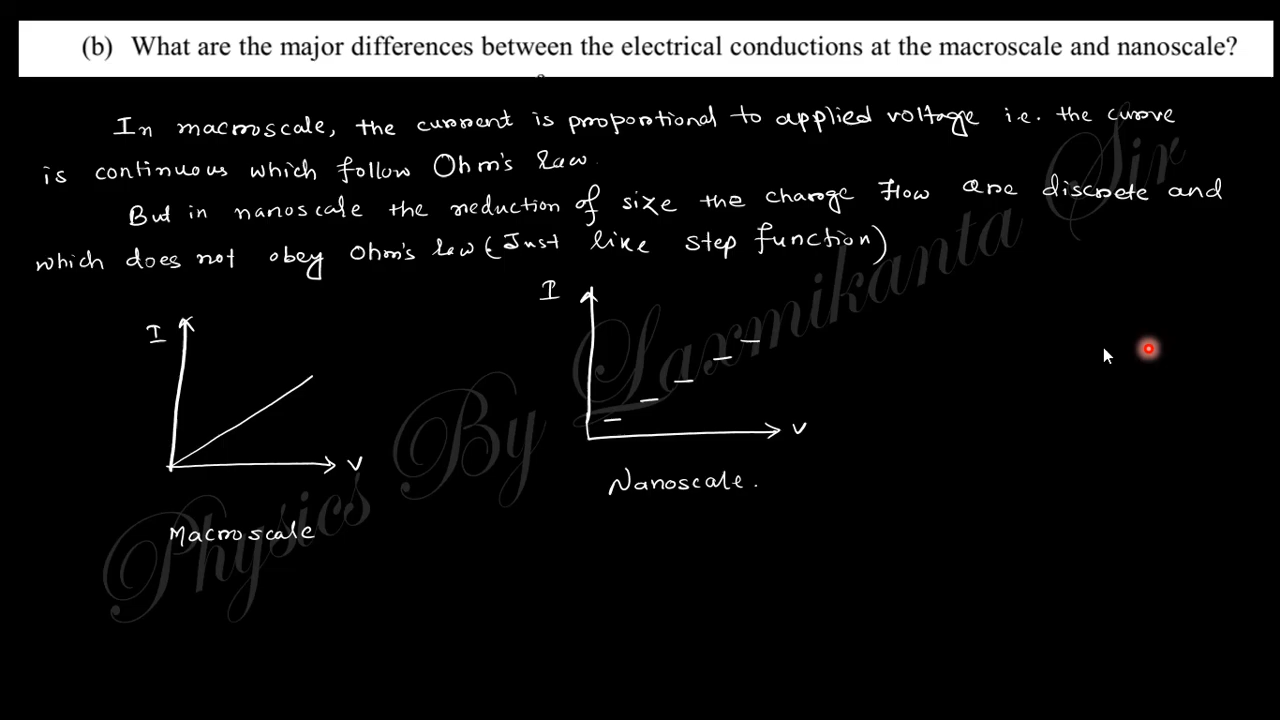 (b) What are the major differences between the electrical conductions at the macroscale and nanoscale?
In macroscale, the current is proportional to applied voltage i.e. the curve
is continuous which follow Ohm's law.
But in nanoscale the reduction of size the charge flow are discrete and
which does not obey Ohm's law (Just like step function)
I
I
V
V
Nanoscale.
Macroscale
Physics By Laxmikanta Sir